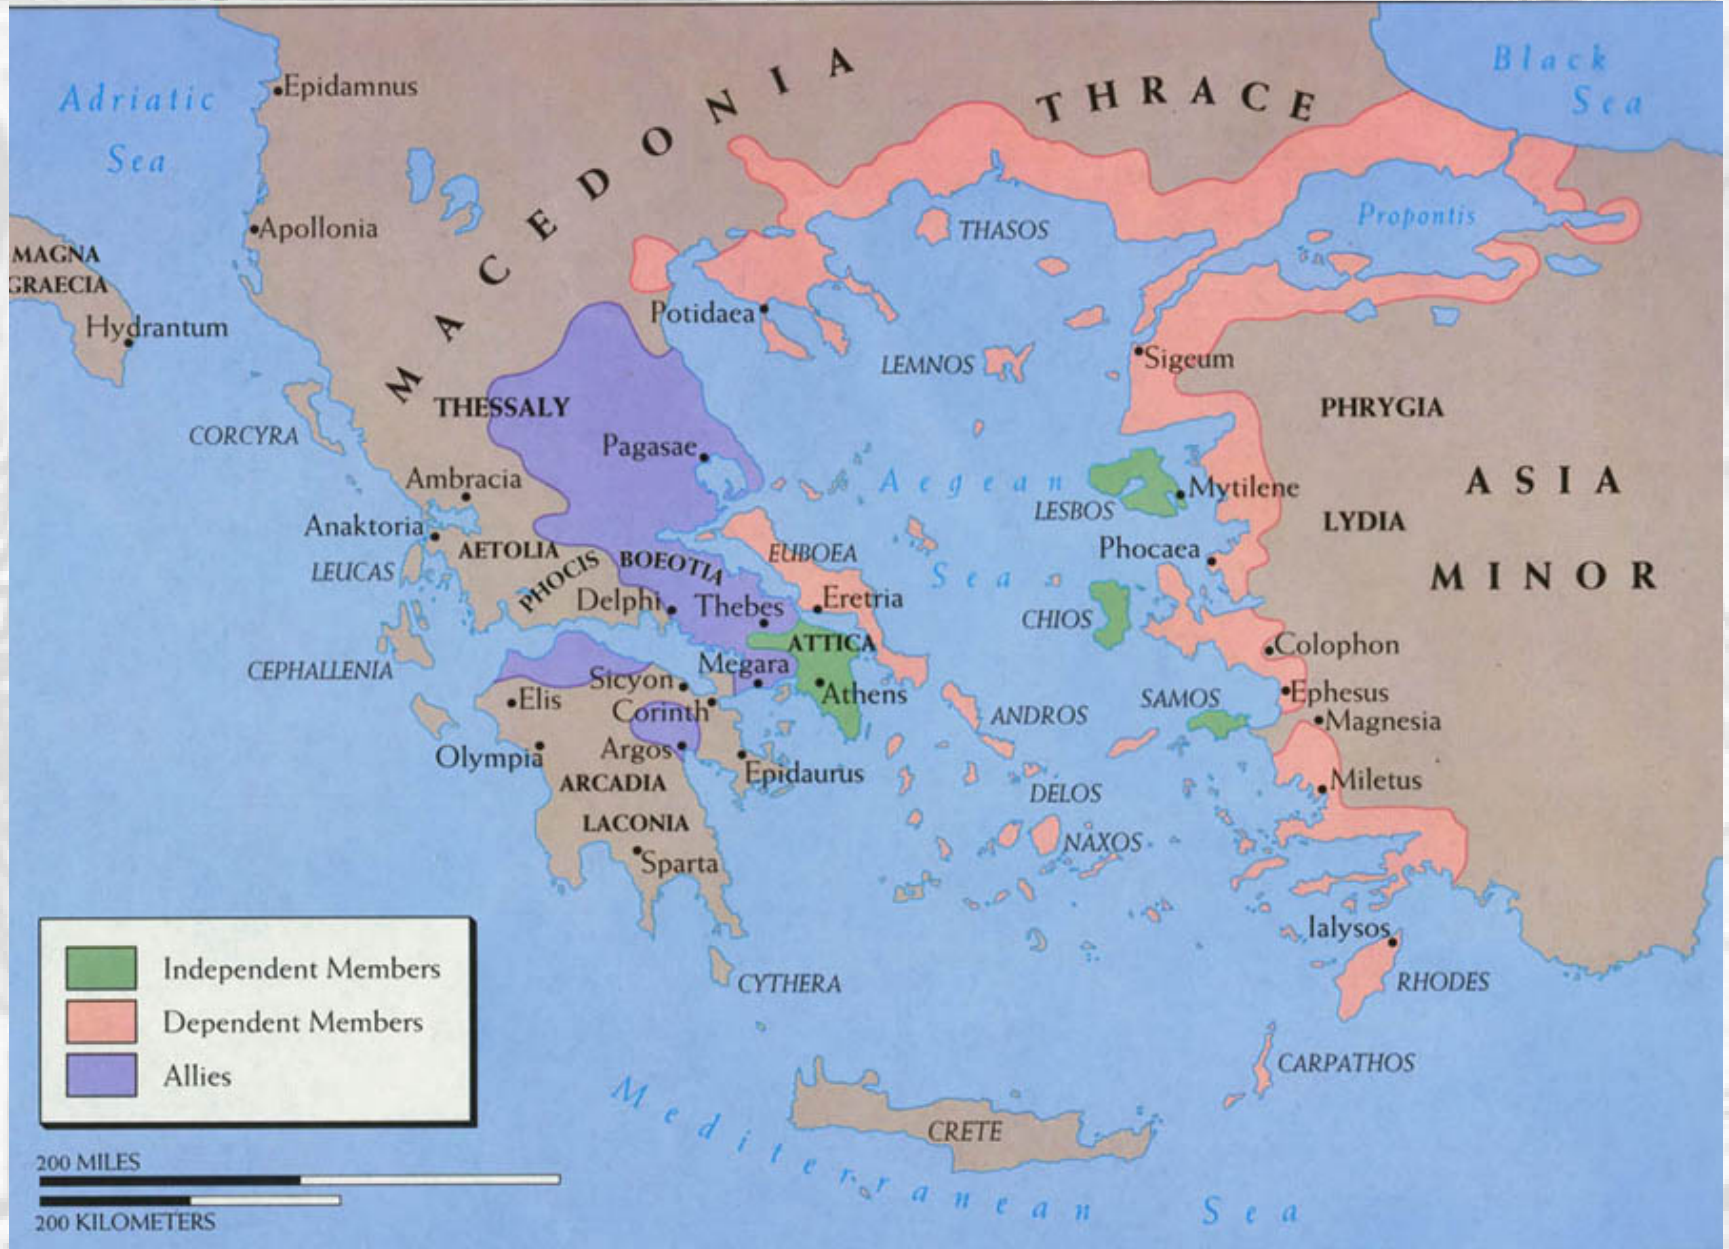 Black
Sea
Adriatic
Sea
Epidamnus
MACEDONIA
THRACE
Apollonia
MAGNA
GRAECIA
Hydrantum
THASOS
Propontis
Potidaea
LEMNOS
Sigeum
PHRYGIA
THESSALY
CORCYRA
Pagasae
Ambracia
Aegean
Sea
LESBOS
Mytilene
ASIA
MINOR
LYDIA
Anaktoria
AETOLIA
PHOCIS
BOEOTIA
EUBOEA
Phocaea
LEUCAS
Delphi
Thebes
Eretria
CHIOS
ATTICA
Colophon
CEPHALLENIA
Sicyon
Megara
Elis
Corinth
Athens
ANDROS
SAMOS
Ephesus
Magnesia
Olympia
Argos
Epidaurus
ARCADIA
DELOS
Miletus
LACONIA
NAXOS
Sparta
Ialysos
RHODES
CYTHERA
CARPATHOS
CRETE
Mediterranean Sea
Independent Members
Dependent Members
Allies
200 MILES
200 KILOMETERS